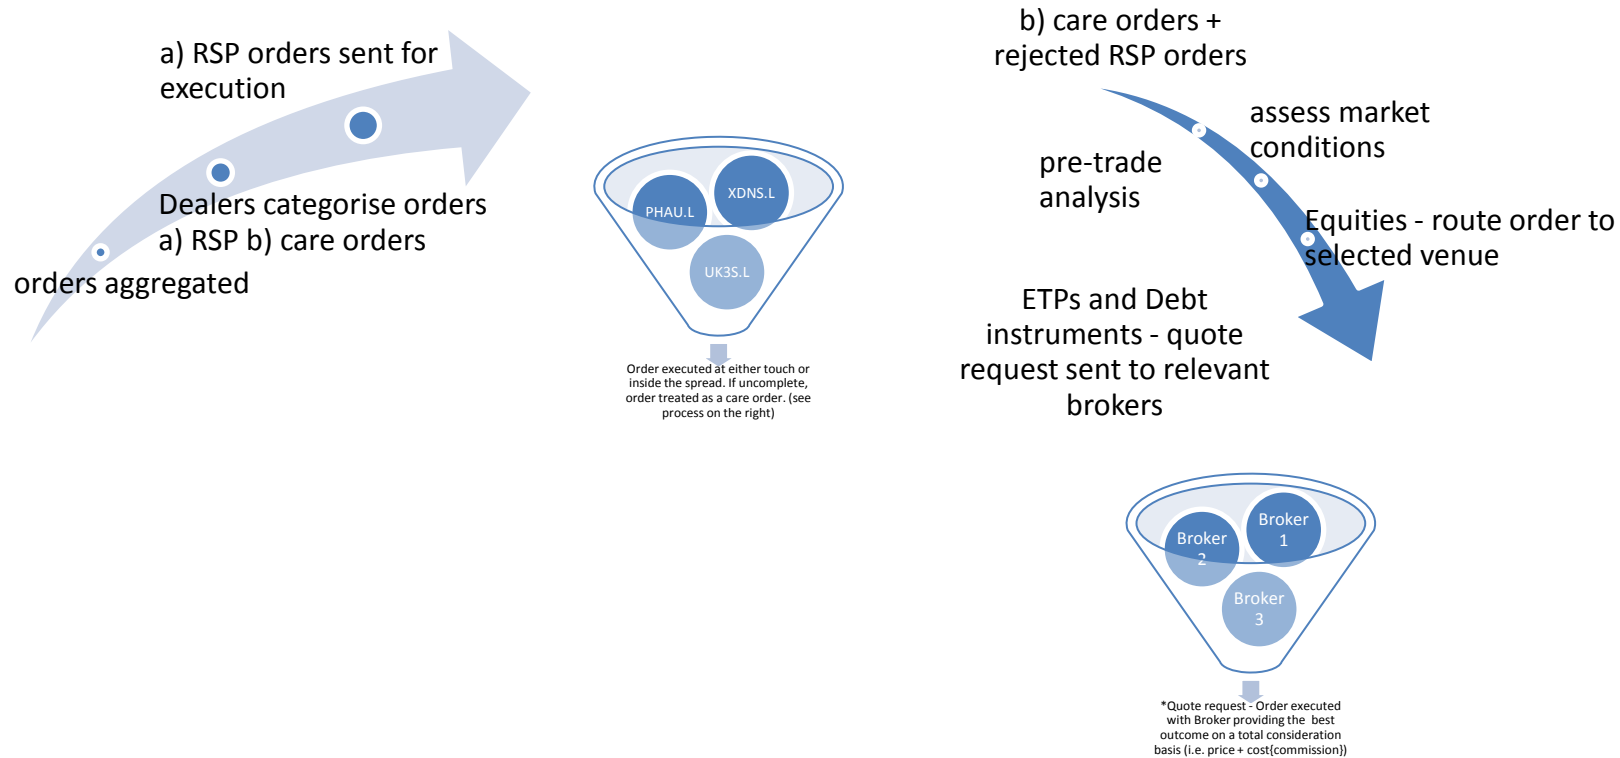 a) RSP orders sent for
execution
Dealers categorise orders
a) RSP b) care orders
orders aggregated
PHAU.L
XDNS.L
UK3S.L
Order executed at either touch or
inside the spread. If uncomplete,
order treated as a care order. (see
process on the right)
b) care orders +
rejected RSP orders
assess market
conditions
pre-trade
analysis
Equities - route order to
selected venue
ETPs and Debt
instruments - quote
request sent to relevant
brokers
Broker
1
Broker
2
Broker
3
*Quote request - Order executed
with Broker providing the best
outcome on a total consideration
basis (i.e. price + cost{commission})